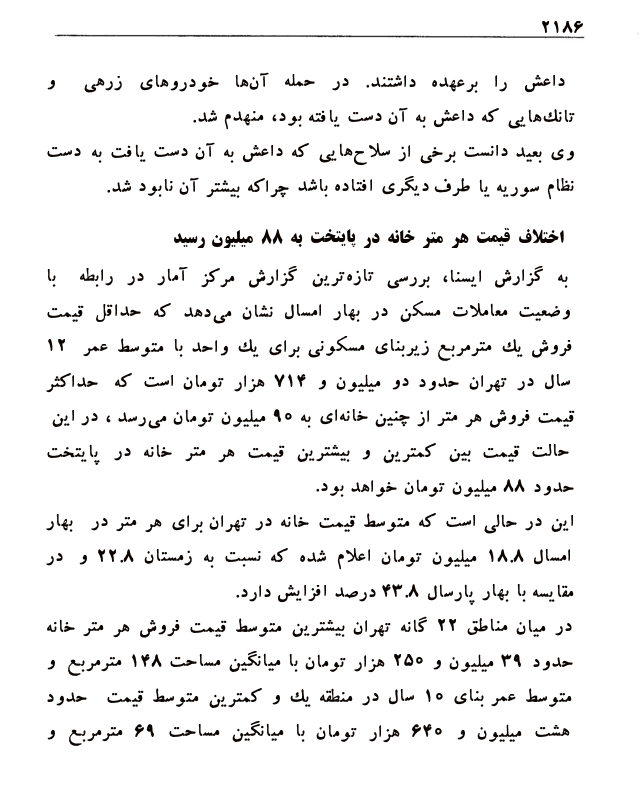 ۲۱۸۶
داعش را برعهده داشتند. در حمله آن‌ها خودروهای زرهی و
تانك‌هایی که داعش به آن دست یافته بود، منهدم شد.
وی بعید دانست برخی از سلاح‌هایی که داعش به آن دست یافت به دست
نظام سوریه یا طرف دیگری افتاده باشد چراکه بیشتر آن نابود شد.
اختلاف قیمت هر متر خانه در پایتخت به ۸۸ میلیون رسید
به گزارش ایسنا، بررسی تازه‌ترین گزارش مرکز آمار در رابطه با
وضعیت معاملات مسکن در بهار امسال نشان می‌دهد که حداقل قیمت
فروش یك مترمربع زیربنای مسکونی برای یك واحد با متوسط عمر ۱۲
سال در تهران حدود دو میلیون و ۷۱۴ هزار تومان است که حداکثر
قیمت فروش هر متر از چنین خانه‌ای به ۹۰ میلیون تومان می‌رسد ، در این
حالت قیمت بین کمترین و بیشترین قیمت هر متر خانه در پایتخت
حدود ۸۸ میلیون تومان خواهد بود.
این در حالی است که متوسط قیمت خانه در تهران برای هر متر در بهار
امسال ۱۸.۸ میلیون تومان اعلام شده که نسبت به زمستان ۲۲.۸ و در
مقایسه با بهار پارسال ۴۳.۸ درصد افزایش دارد.
در میان مناطق ۲۲ گانه تهران بیشترین متوسط قیمت فروش هر متر خانه
حدود ۳۹ میلیون و ۲۵۰ هزار تومان با میانگین مساحت ۱۴۸ مترمربع و
متوسط عمر بنای ۱۰ سال در منطقه یك و کمترین متوسط قیمت حدود
هشت میلیون و ۶۴۰ هزار تومان با میانگین مساحت ۶۹ مترمربع و